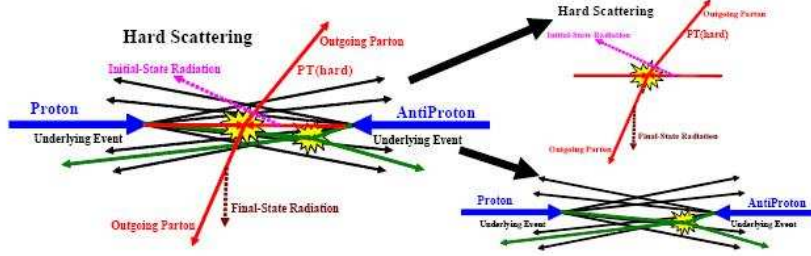 Hard Scattering
Outgoing Parton
Initial-State Radiation
PT(hard)
Proton
AntiProton
Underlying Event
Underlying Event
Outgoing Parton
Final-State Radiation
Hard Scattering
Outgoing Parton
Initial-State Radiation
PT(hard)
Final-State Radiation
Outgoing Parton
Proton
AntiProton
Underlying Event
Underlying Event